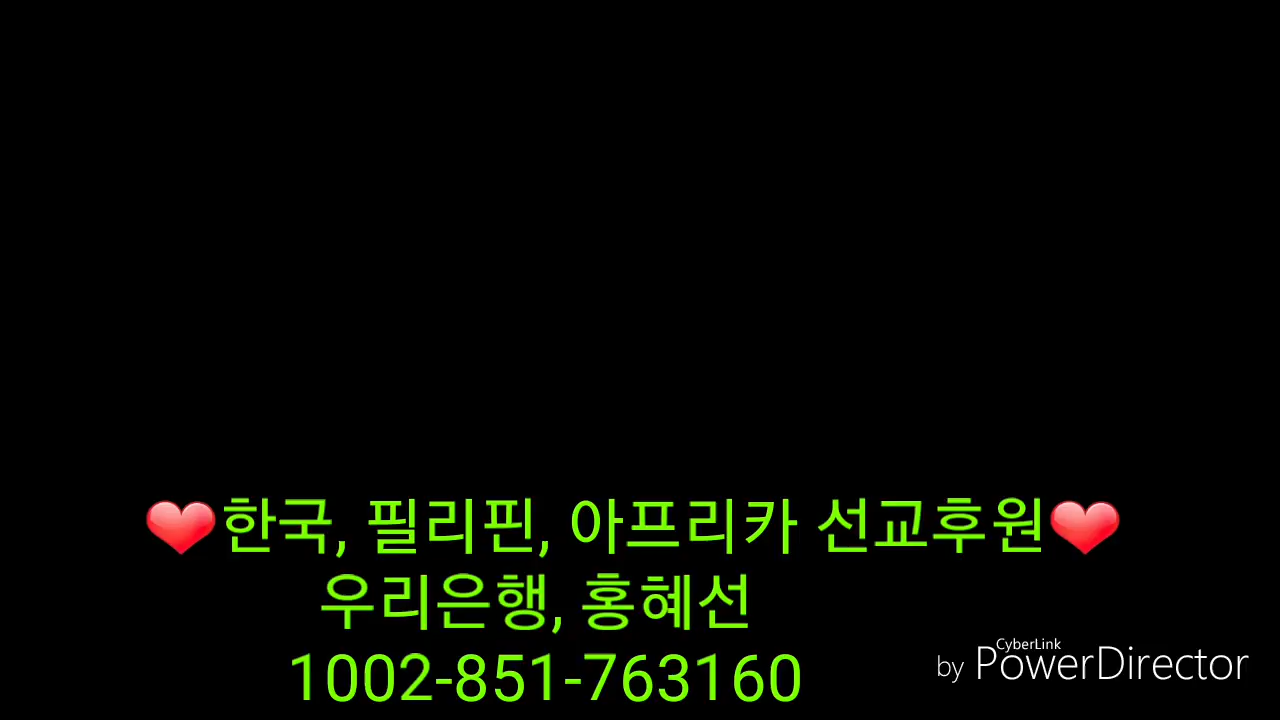 ❤한국, 필리핀, 아프리카 선교후원❤
우리은행, 홍혜선
1002-851-763160
CyberLink
by PowerDirector